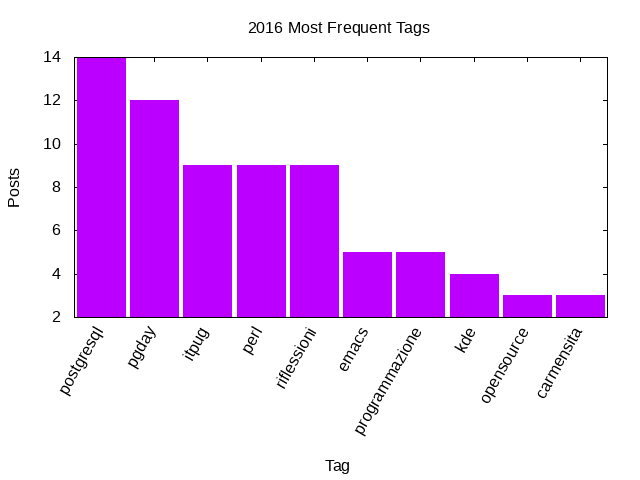 2016 Most Frequent Tags
14
12
10
8
6
4
2
Posts
postgresql
pgday
itpug
perl
riflessioni
emacs
programmazione
kde
opensource
carmensita
Tag